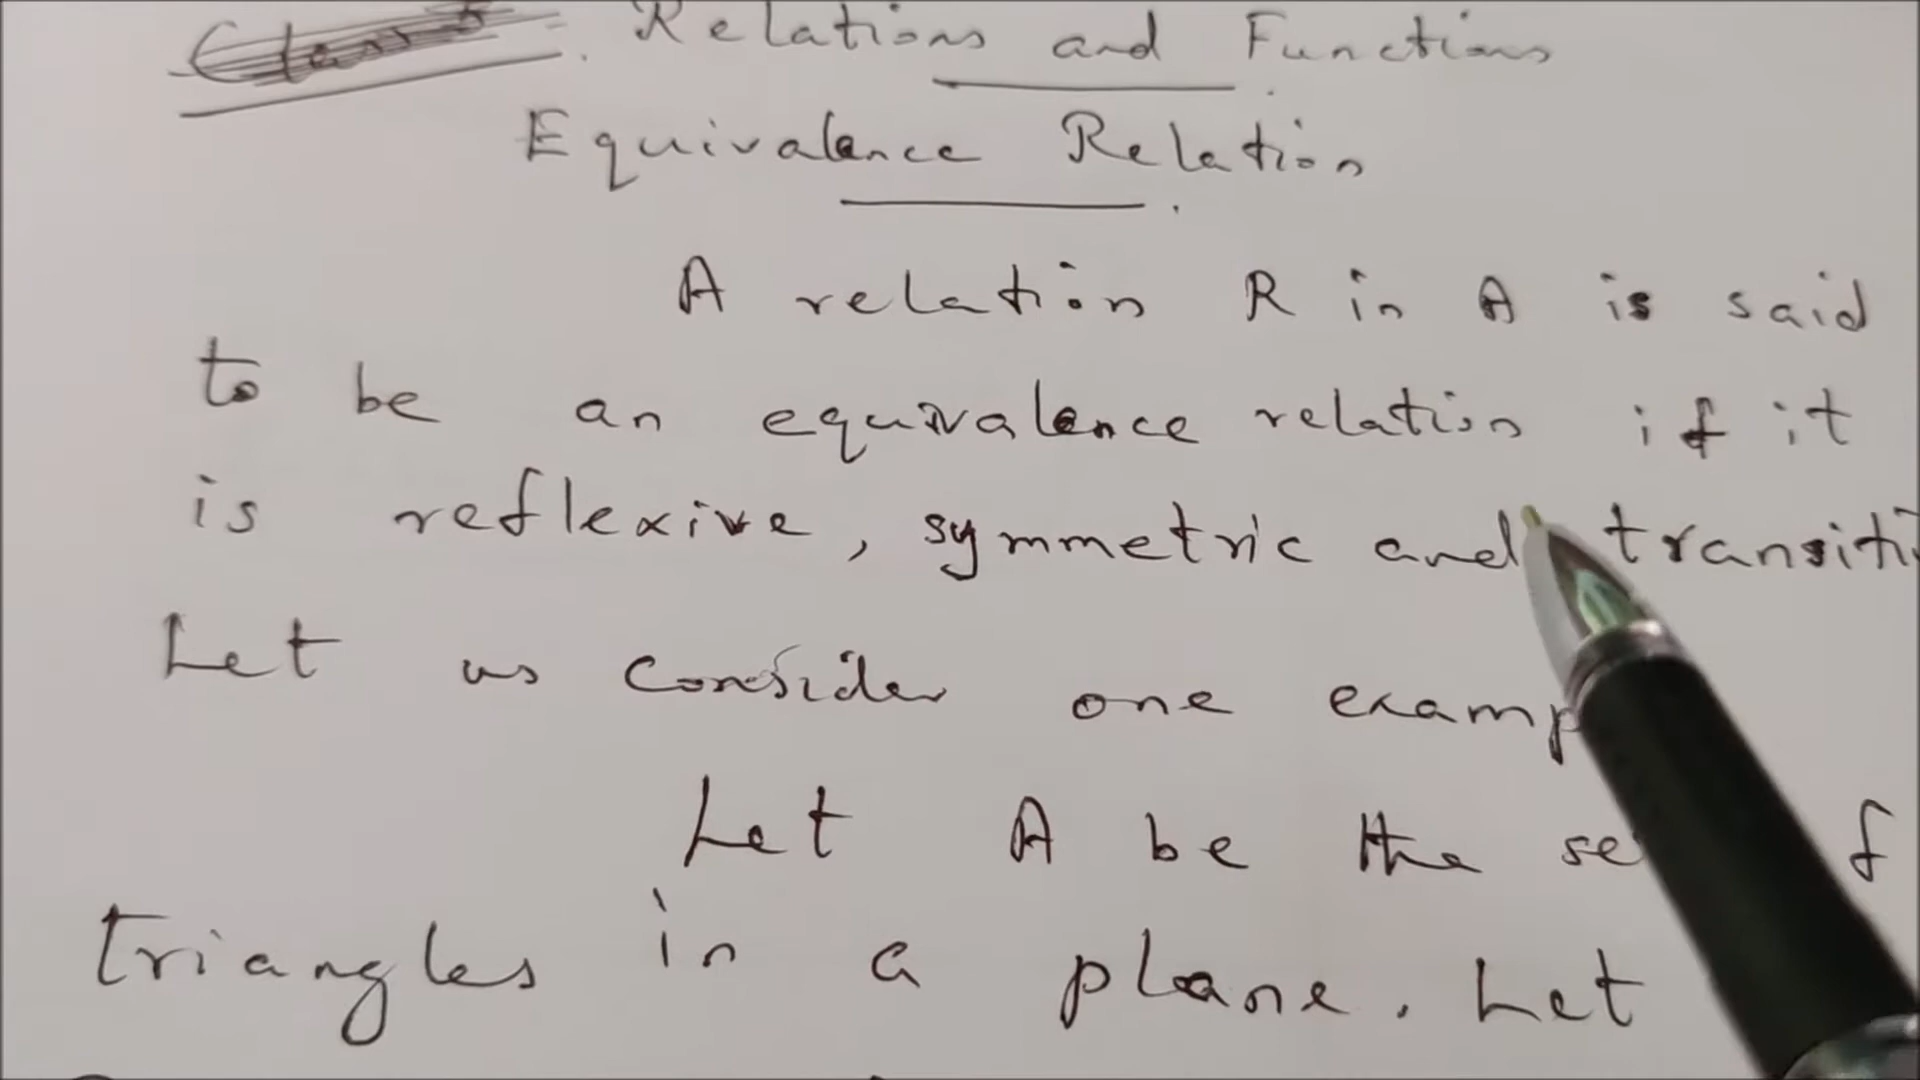 Relations and Functions
Equivalence Relation
A relation R in A is said
to be an equivalence relation if it
is reflexive, symmetric and transiti
Let us consider one examp
Let A be the se f
triangles in a plane. Let